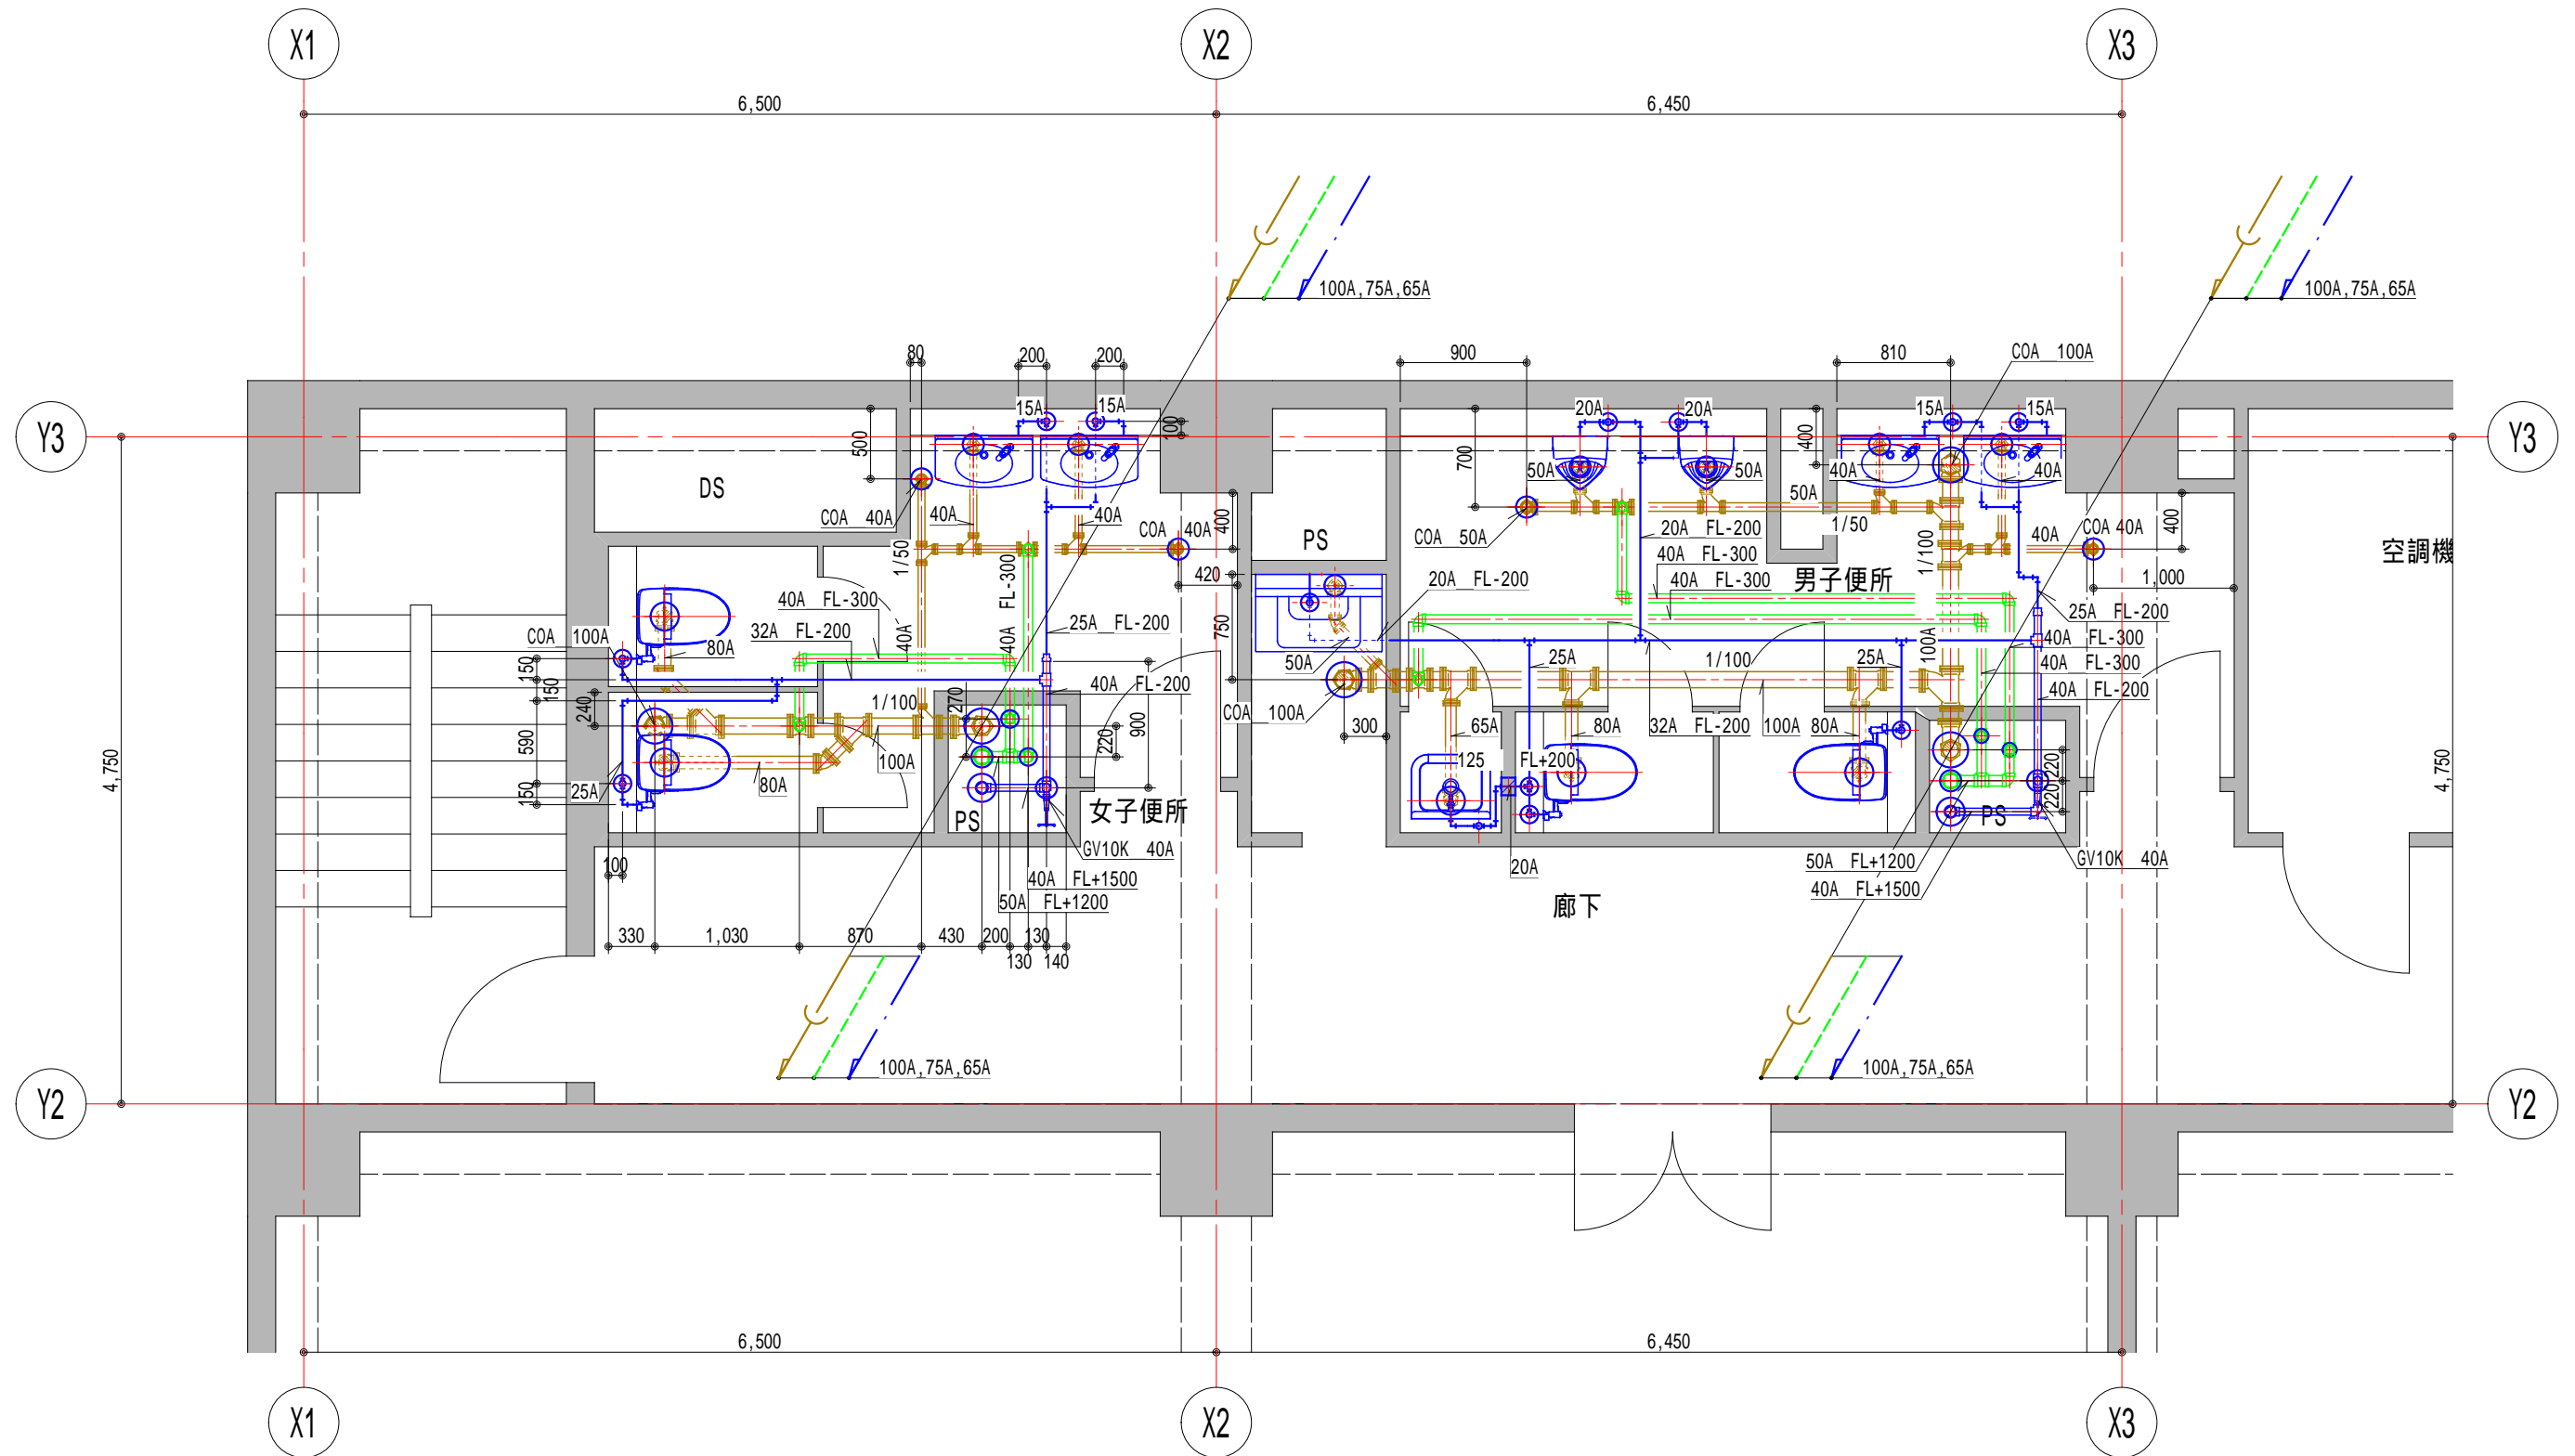 X1
X2
X3
6,500
6,450
100A,75A,65A
100A,75A,65A
80
200
200
900
810
COA 100A
15A
15A
20A
20A
15A
15A
Y3
Y3
100
500
700
400
DS
50A
50A
40A
40A
50A
COA 40A
40A
40A
COA 40A
400
COA 50A
1/50
40A
COA 40A
400
20A FL-200
PS
1/50
1/100
FL-300
40A FL-300
空調機
420
20A FL-200
40A FL-300
男子便所
1,000
40A FL-300
25A FL-200
25A FL-200
COA 100A
32A FL-200
750
40A FL-300
80A
40A
40A
50A
25A
1/100
25A
100A
40A FL-300
150
150
40A FL-200
40A FL-200
240
1/100
270
COA 100A
300
65A
80A
32A FL-200
100A
80A
900
590
220
100A
125
FL+200
4,750
4,750
220
220
150
25A
80A
女子便所
PS
PS
GV10K 40A
20A
50A FL+1200
GV10K 40A
100
40A FL+1500
40A FL+1500
50A FL+1200
廊下
330
1,030
870
430
200
130
130
140
100A,75A,65A
100A,75A,65A
Y2
Y2
6,500
6,450
X1
X2
X3